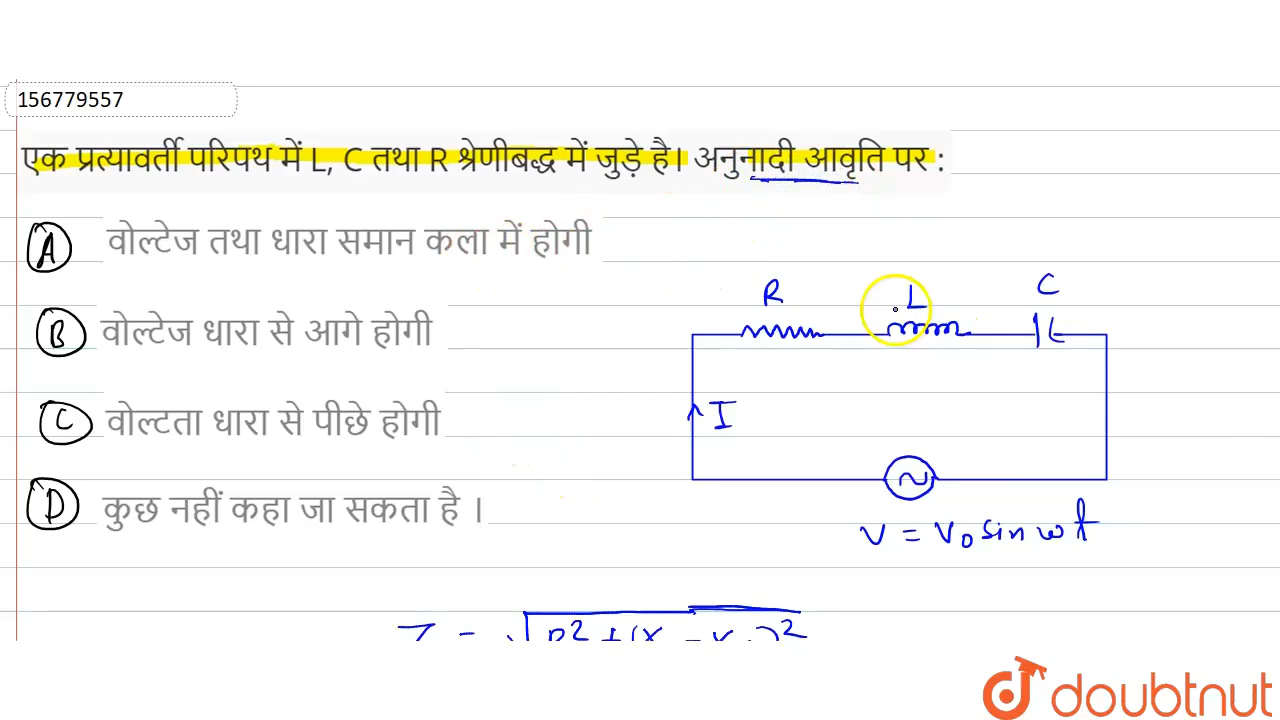 156779557
एक प्रत्यावर्ती परिपथ में L, C तथा R श्रेणीबद्ध में जुड़े है। अनुनादी आवृति पर :
A वोल्टेज तथा धारा समान कला में होगी
B वोल्टेज धारा से आगे होगी
C वोल्टता धारा से पीछे होगी
D कुछ नहीं कहा जा सकता है ।
R L C
I
V = V₀ sin ωt
doubtnut